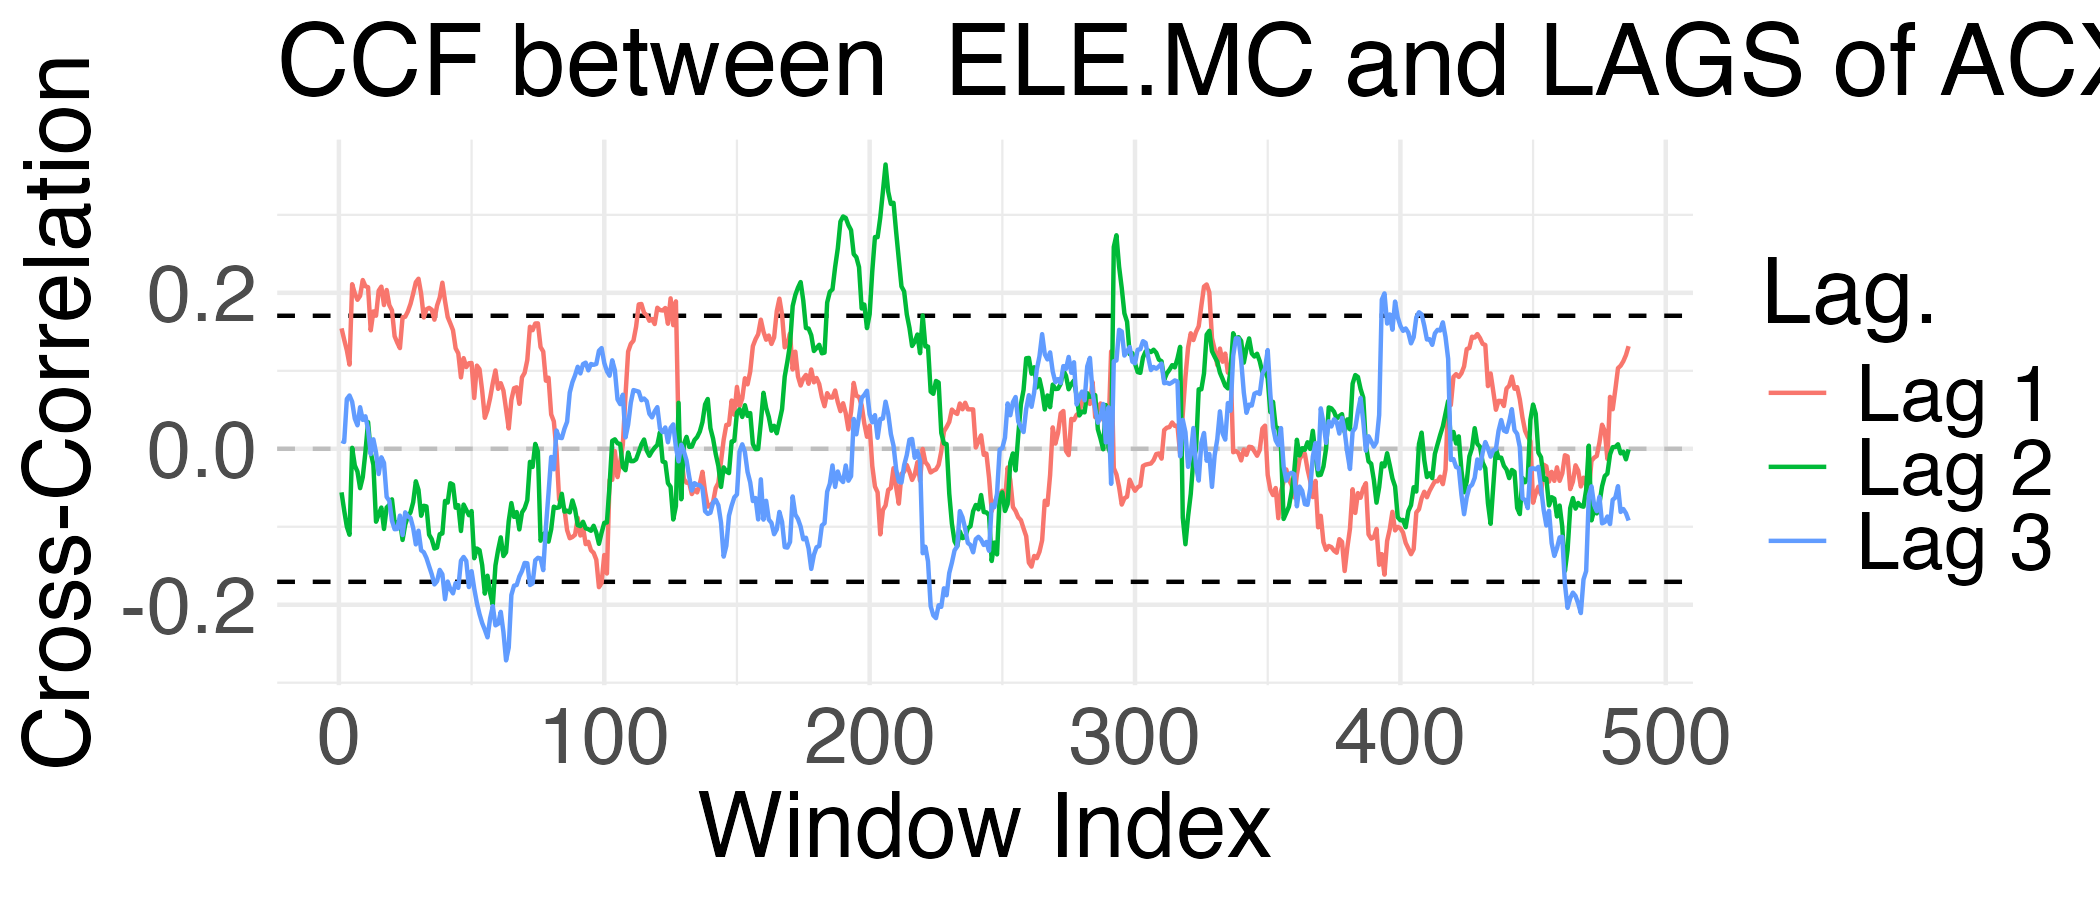 CCF between ELE.MC and LAGS of ACX
Cross-Correlation
0.2
0.0
-0.2
0 100 200 300 400 500
Window Index
Lag.
Lag 1
Lag 2
Lag 3